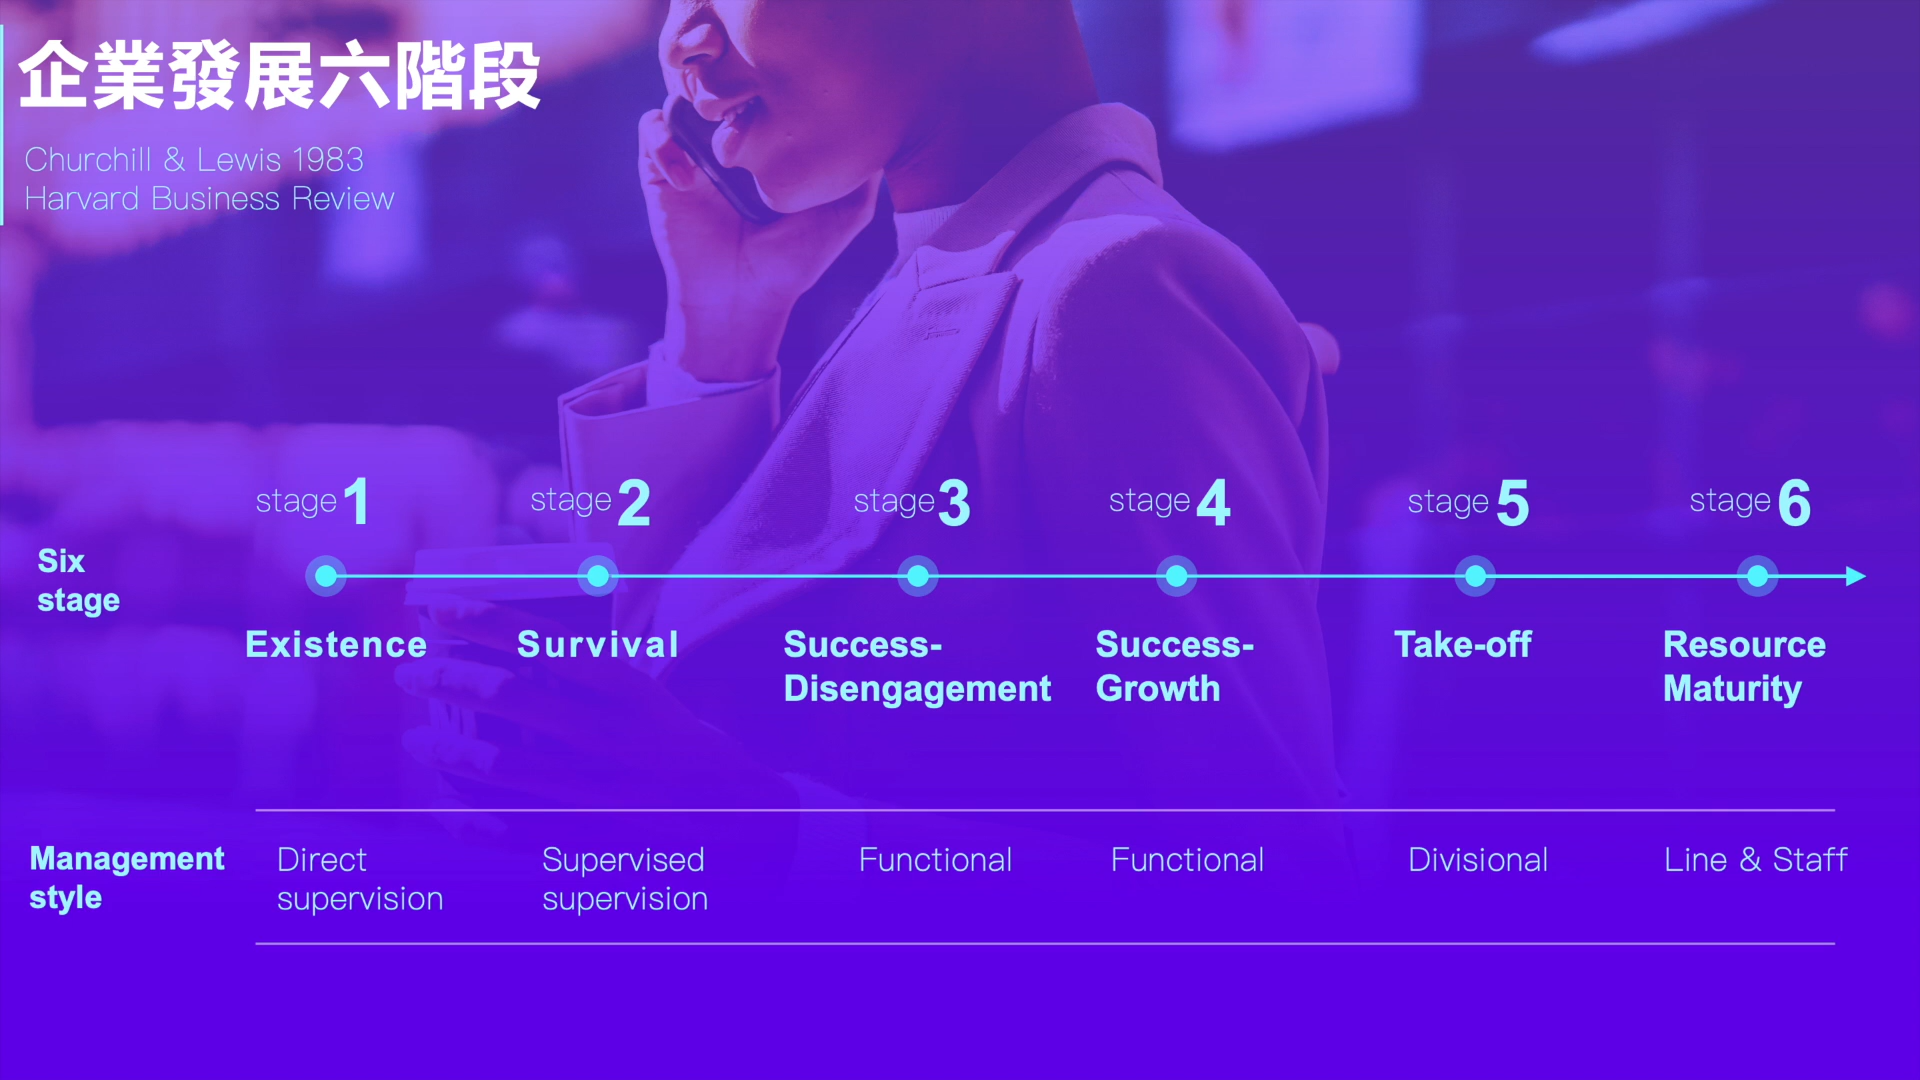 企業發展六階段
Churchill & Lewis 1983
Harvard Business Review
stage 1
stage 2
stage 3
stage 4
stage 5
stage 6
Six
stage
Existence
Survival
Success-
Disengagement
Success-
Growth
Take-off
Resource
Maturity
Management
style
Direct
supervision
Supervised
supervision
Functional
Functional
Divisional
Line & Staff